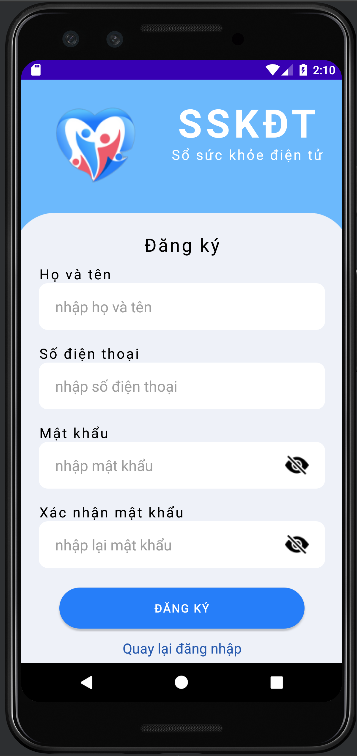 2:10
SSKĐT
Sổ sức khỏe điện tử
Đăng ký
Họ và tên
nhập họ và tên
Số điện thoại
nhập số điện thoại
Mật khẩu
nhập mật khẩu
Xác nhận mật khẩu
nhập lại mật khẩu
ĐĂNG KÝ
Quay lại đăng nhập